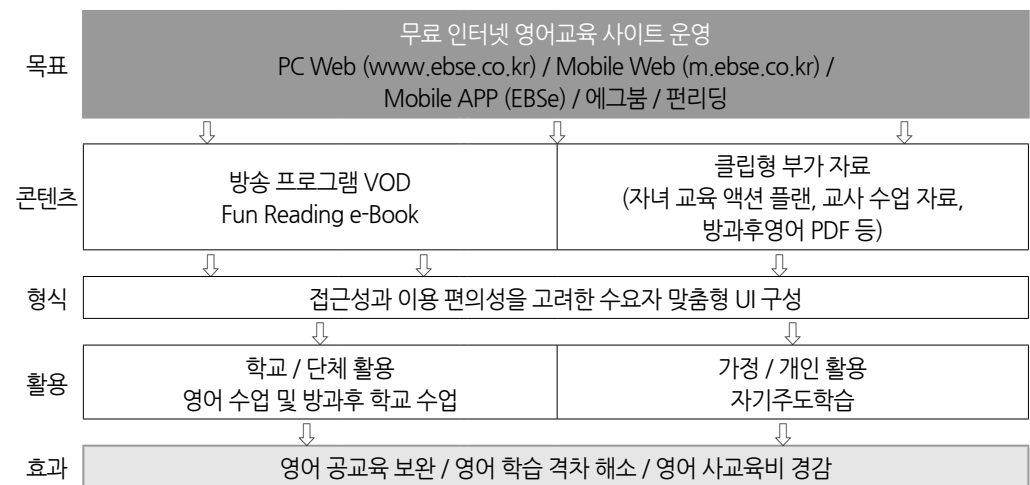 목표
무료 인터넷 영어교육 사이트 운영
PC Web (www.ebse.co.kr) / Mobile Web (m.ebse.co.kr) /
Mobile APP (EBSe) / 에그붐 / 펀리딩
콘텐츠
방송 프로그램 VOD
Fun Reading e-Book
클립형 부가 자료
(자녀 교육 액션 플랜, 교사 수업 자료,
방과후영어 PDF 등)
형식
접근성과 이용 편의성을 고려한 수요자 맞춤형 UI 구성
활용
학교 / 단체 활용
영어 수업 및 방과후 학교 수업
가정 / 개인 활용
자기주도학습
효과
영어 공교육 보완 / 영어 학습 격차 해소 / 영어 사교육비 경감